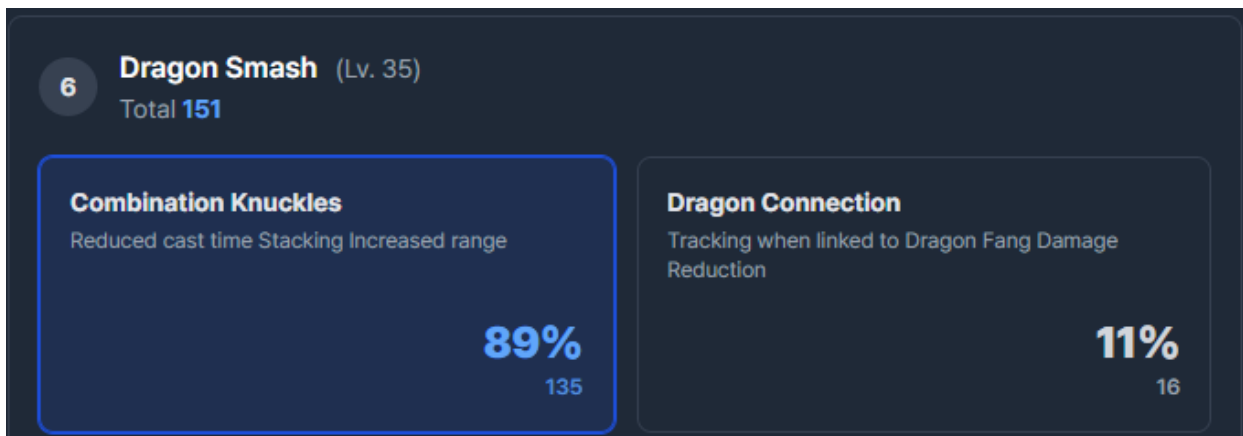 6
Dragon Smash (Lv. 35)
Total 151
Combination Knuckles
Reduced cast time Stacking Increased range
89%
135
Dragon Connection
Tracking when linked to Dragon Fang Damage
Reduction
11%
16